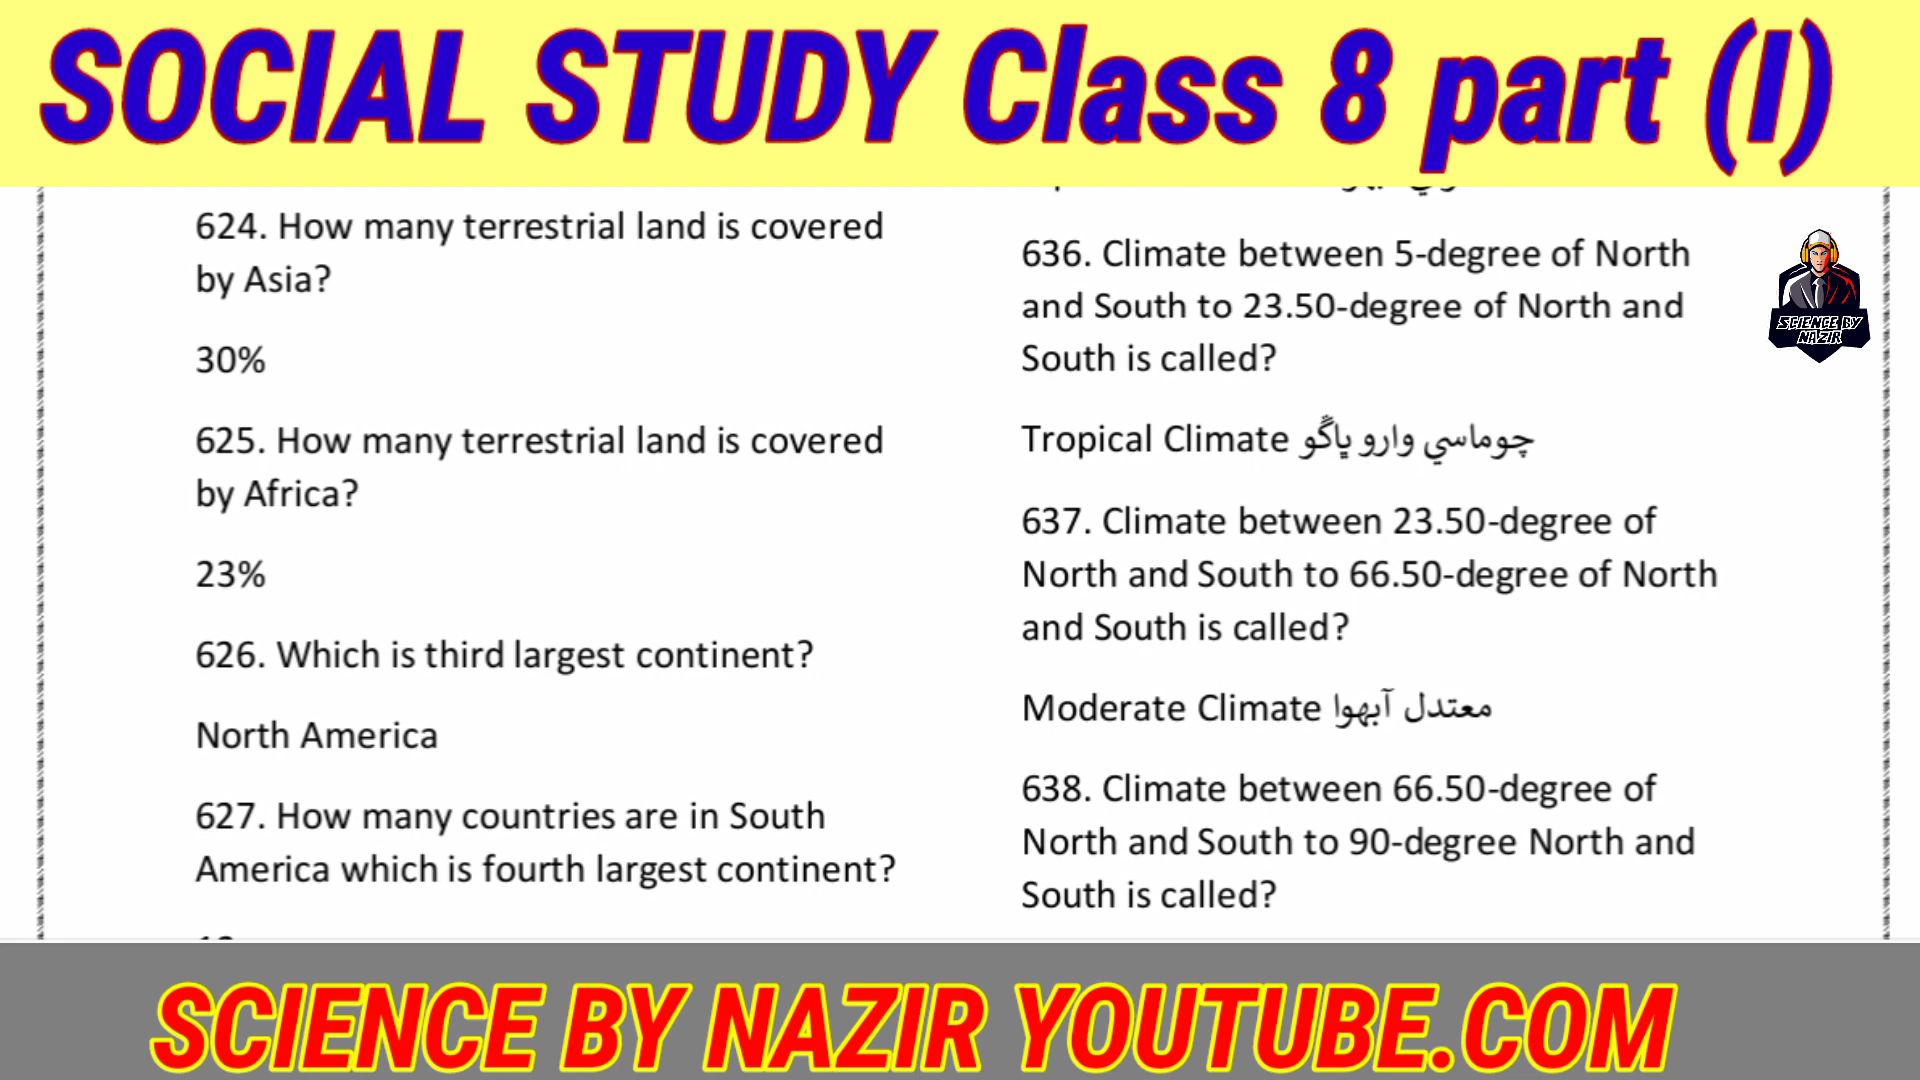 SOCIAL STUDY Class 8 part (I)
624. How many terrestrial land is covered
by Asia?
30%
625. How many terrestrial land is covered
by Africa?
23%
626. Which is third largest continent?
North America
627. How many countries are in South
America which is fourth largest continent?
636. Climate between 5-degree of North
and South to 23.50-degree of North and
South is called?
Tropical Climate چوماسي وارو ڀاڱو
637. Climate between 23.50-degree of
North and South to 66.50-degree of North
and South is called?
Moderate Climate معتدل آبهوا
638. Climate between 66.50-degree of
North and South to 90-degree North and
South is called?
SCIENCE BY
NAZIR
SCIENCE BY NAZIR YOUTUBE.COM